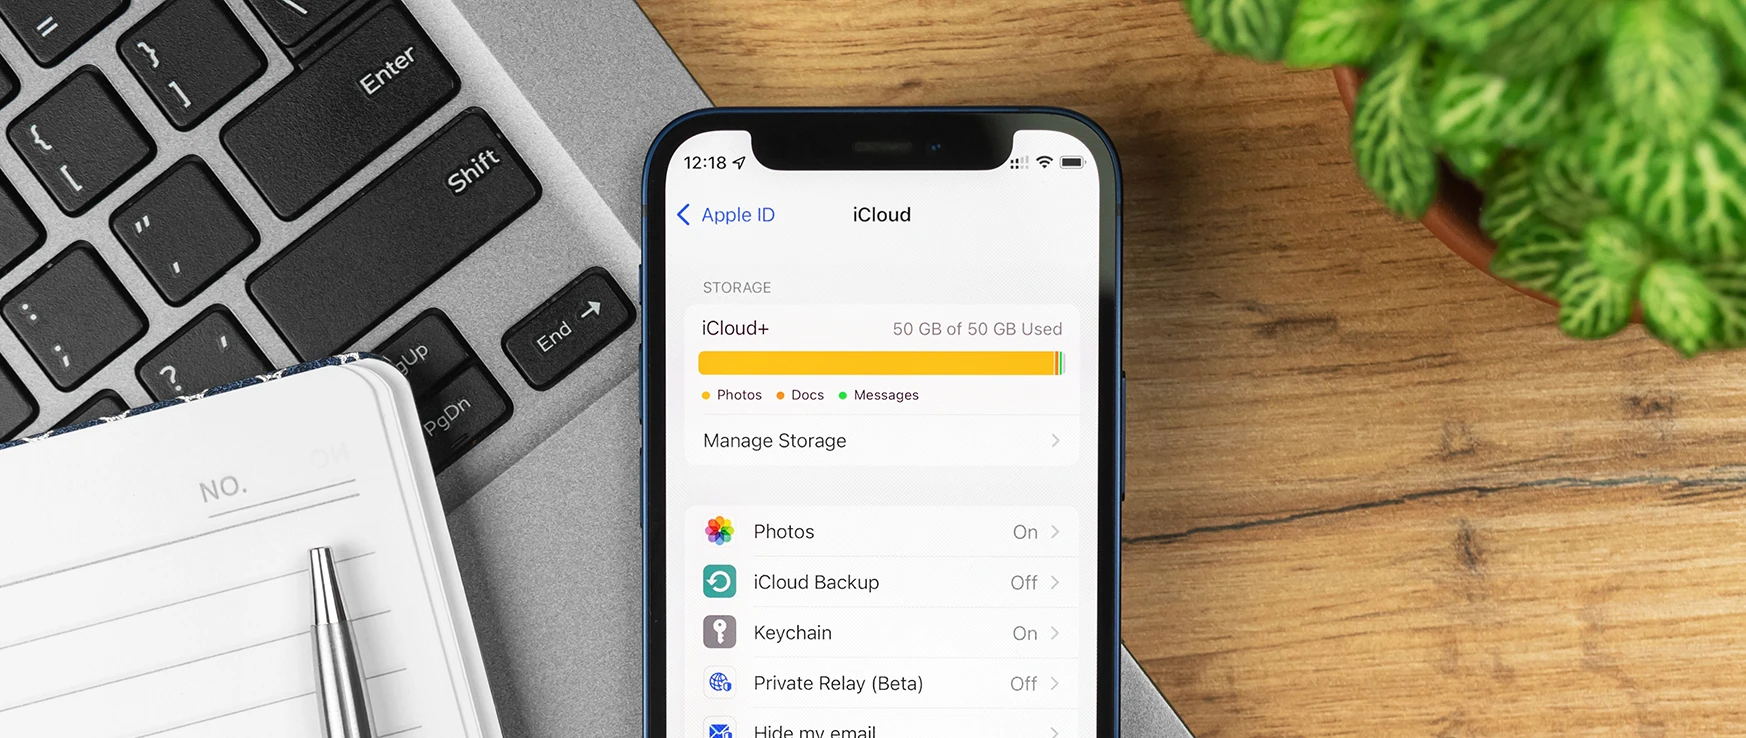 =
}
]
Enter
{
[
Shift
"
'
:
;
?
End →
gUp
PgDn
NO.
12:18
Apple ID
iCloud
STORAGE
iCloud+ 50 GB of 50 GB Used
Photos Docs Messages
Manage Storage
Photos On
iCloud Backup Off
Keychain On
Private Relay (Beta) Off
Hide my email